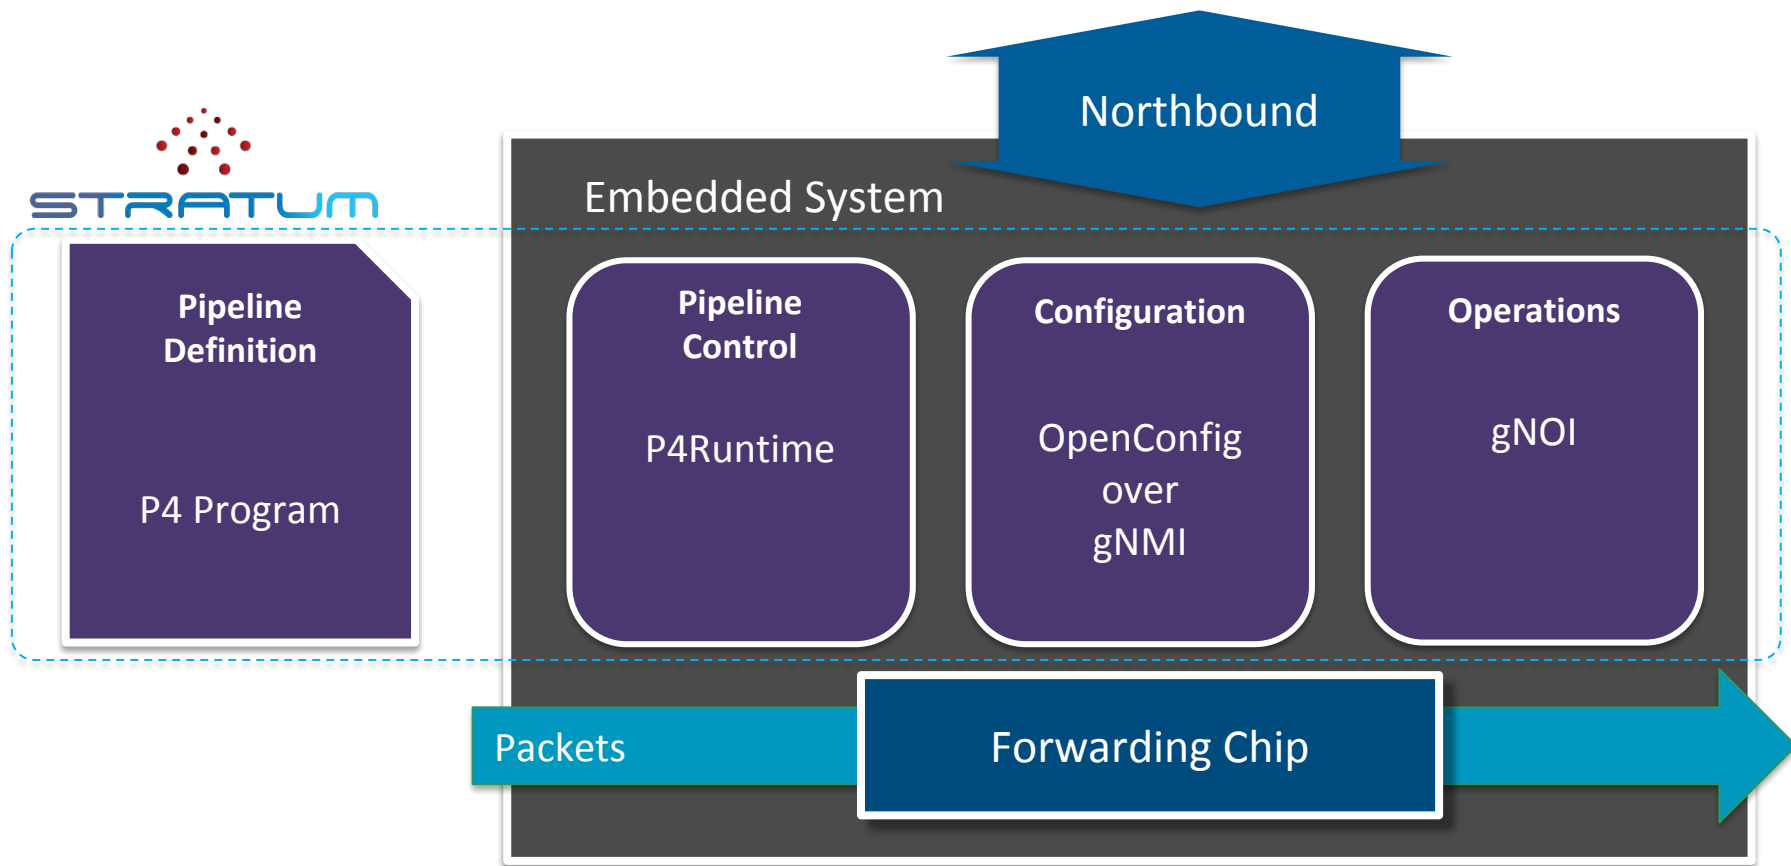 Northbound
STRATUM
Embedded System
Pipeline
Definition
P4 Program
Pipeline
Control
P4Runtime
Configuration
OpenConfig
over
gNMI
Operations
gNOI
Packets
Forwarding Chip